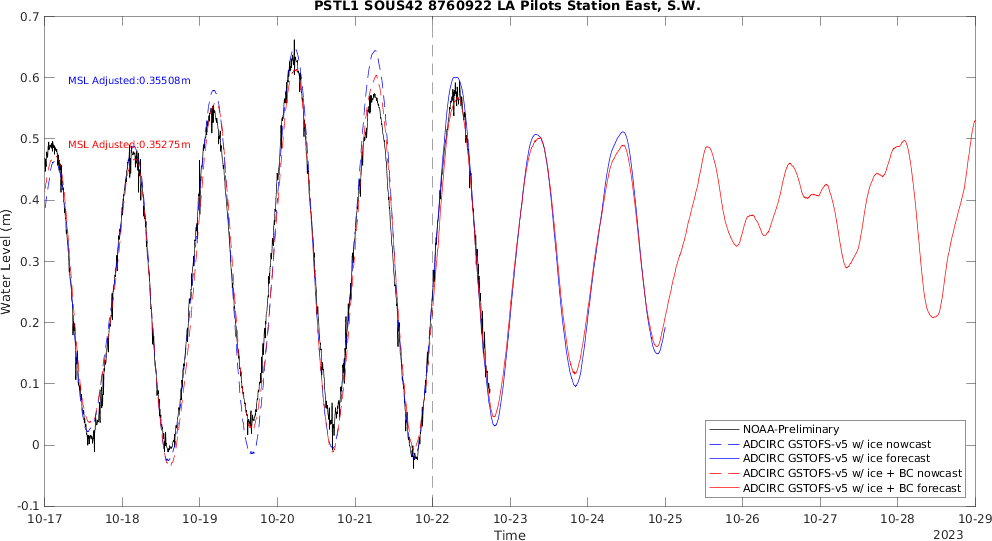 PSTL1 SOUS42 8760922 LA Pilots Station East, S.W.
0.7
0.6
0.5
0.4
0.3
0.2
0.1
0
-0.1
Water Level (m)
MSL Adjusted:0.35508m
MSL Adjusted:0.35275m
NOAA-Preliminary
ADCIRC GSTOFS-v5 w/ ice nowcast
ADCIRC GSTOFS-v5 w/ ice forecast
ADCIRC GSTOFS-v5 w/ ice + BC nowcast
ADCIRC GSTOFS-v5 w/ ice + BC forecast
10-17 10-18 10-19 10-20 10-21 10-22 10-23 10-24 10-25 10-26 10-27 10-28 10-29
Time
2023